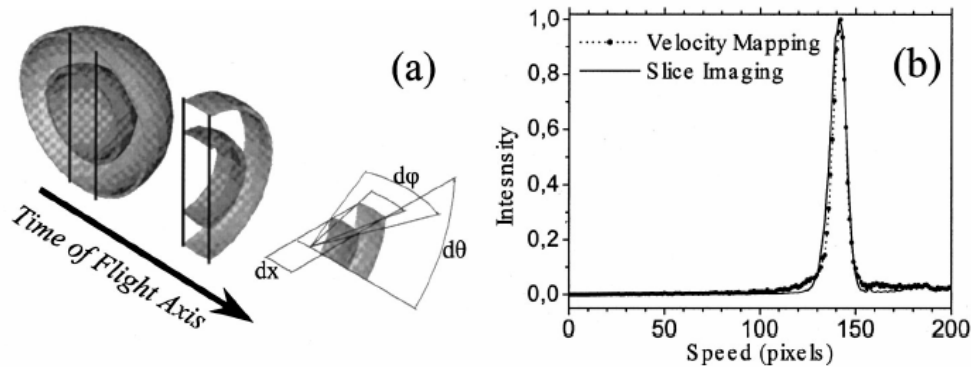 (a)
dφ
dθ
dx
Time of Flight Axis
(b)
Velocity Mapping
Slice Imaging
Intesnsity
1,0
0,8
0,6
0,4
0,2
0,0
0 50 100 150 200
Speed (pixels)